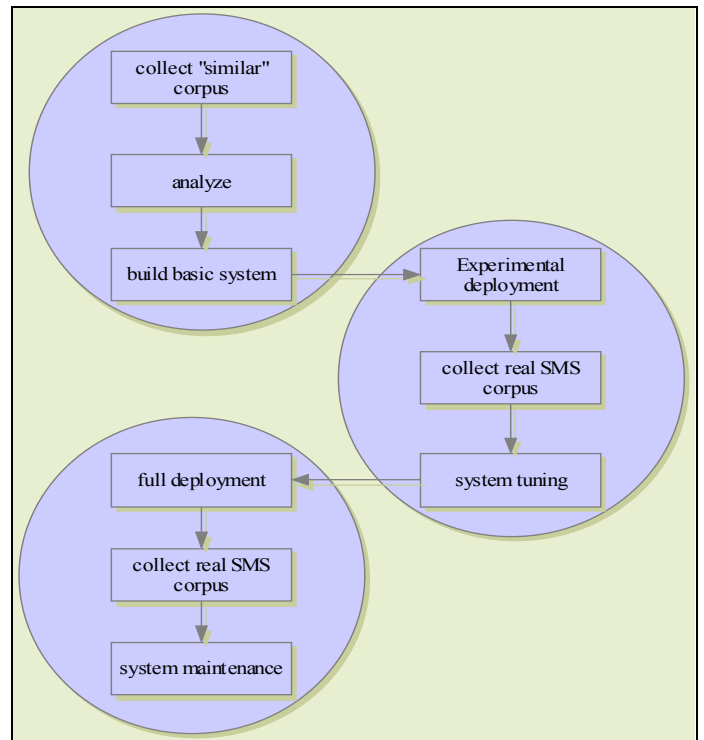 collect "similar"
corpus
analyze
build basic system
Experimental
deployment
collect real SMS
corpus
system tuning
full deployment
collect real SMS
corpus
system maintenance